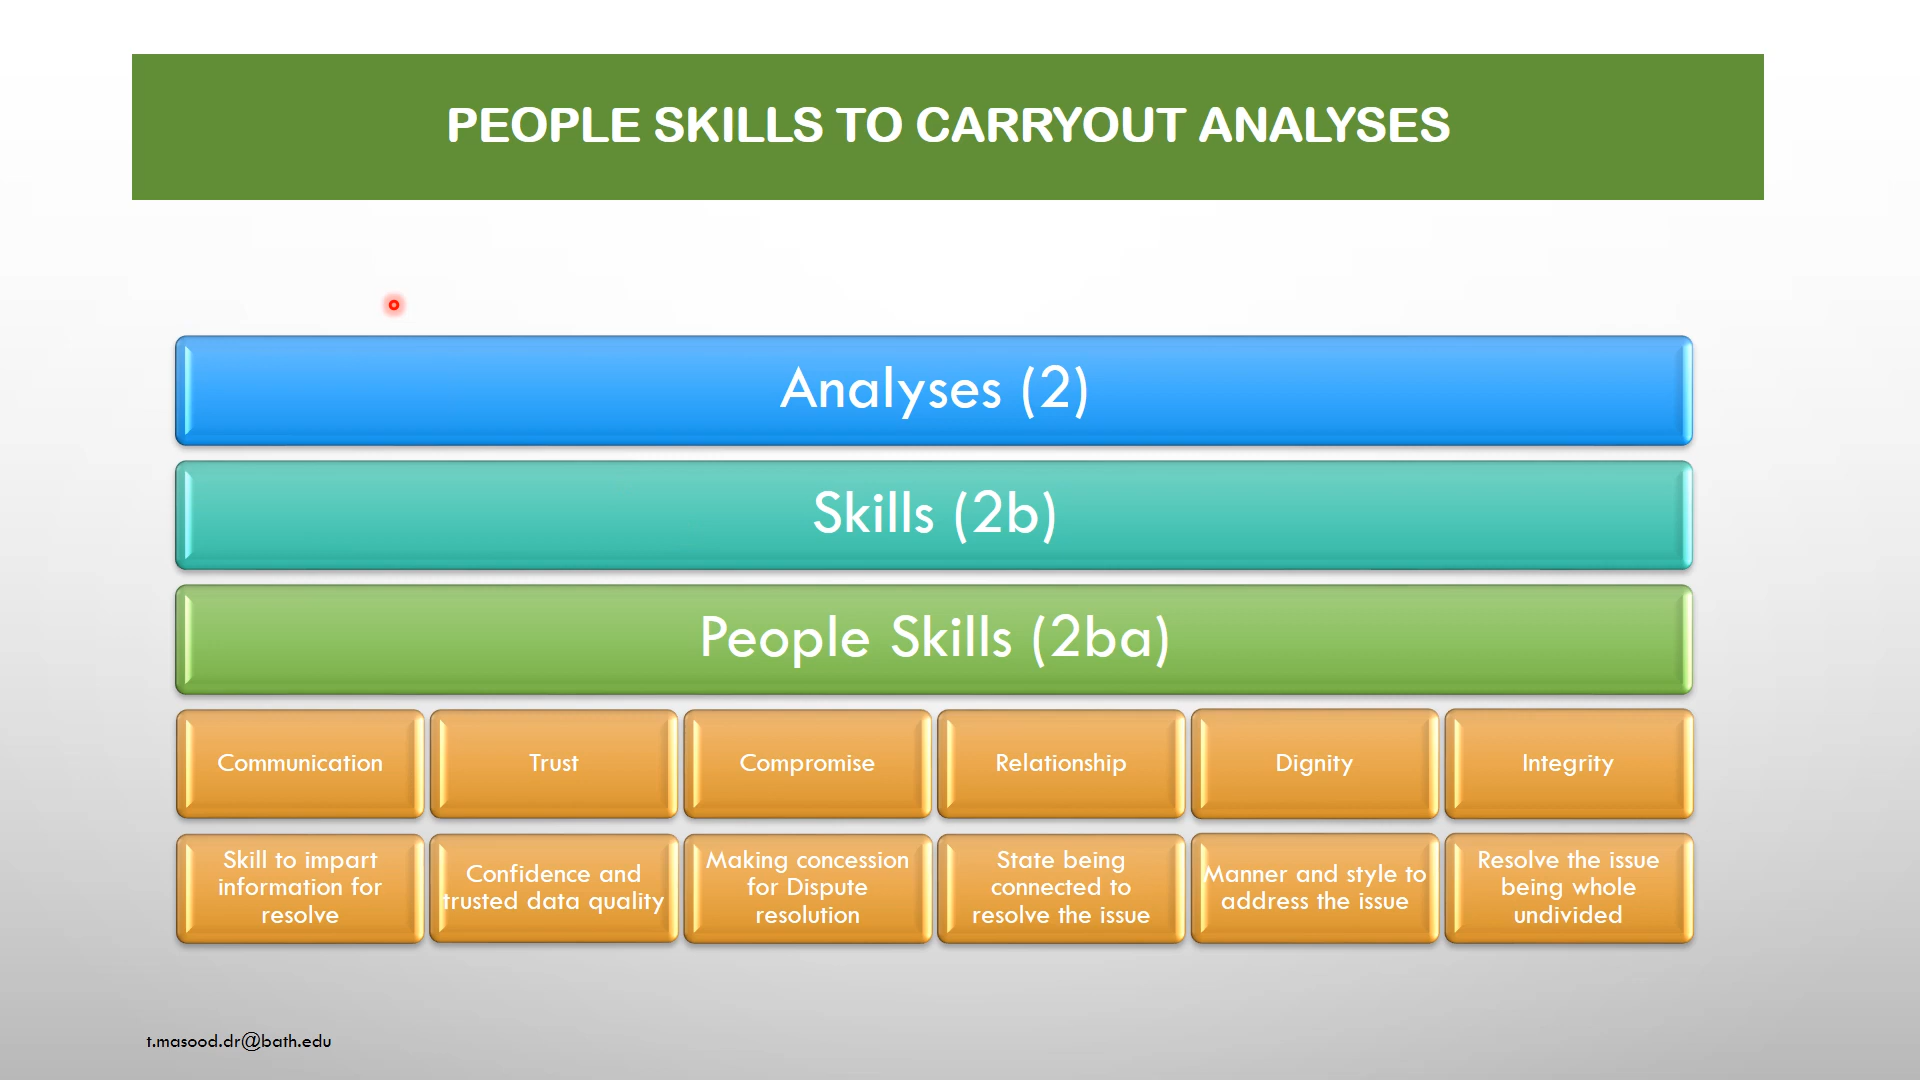 PEOPLE SKILLS TO CARRYOUT ANALYSES
Analyses (2)
Skills (2b)
People Skills (2ba)
Communication
Trust
Compromise
Relationship
Dignity
Integrity
Skill to impart
information for
resolve
Confidence and
trusted data quality
Making concession
for Dispute
resolution
State being
connected to
resolve the issue
Manner and style to
address the issue
Resolve the issue
being whole
undivided
t.masood.dr@bath.edu